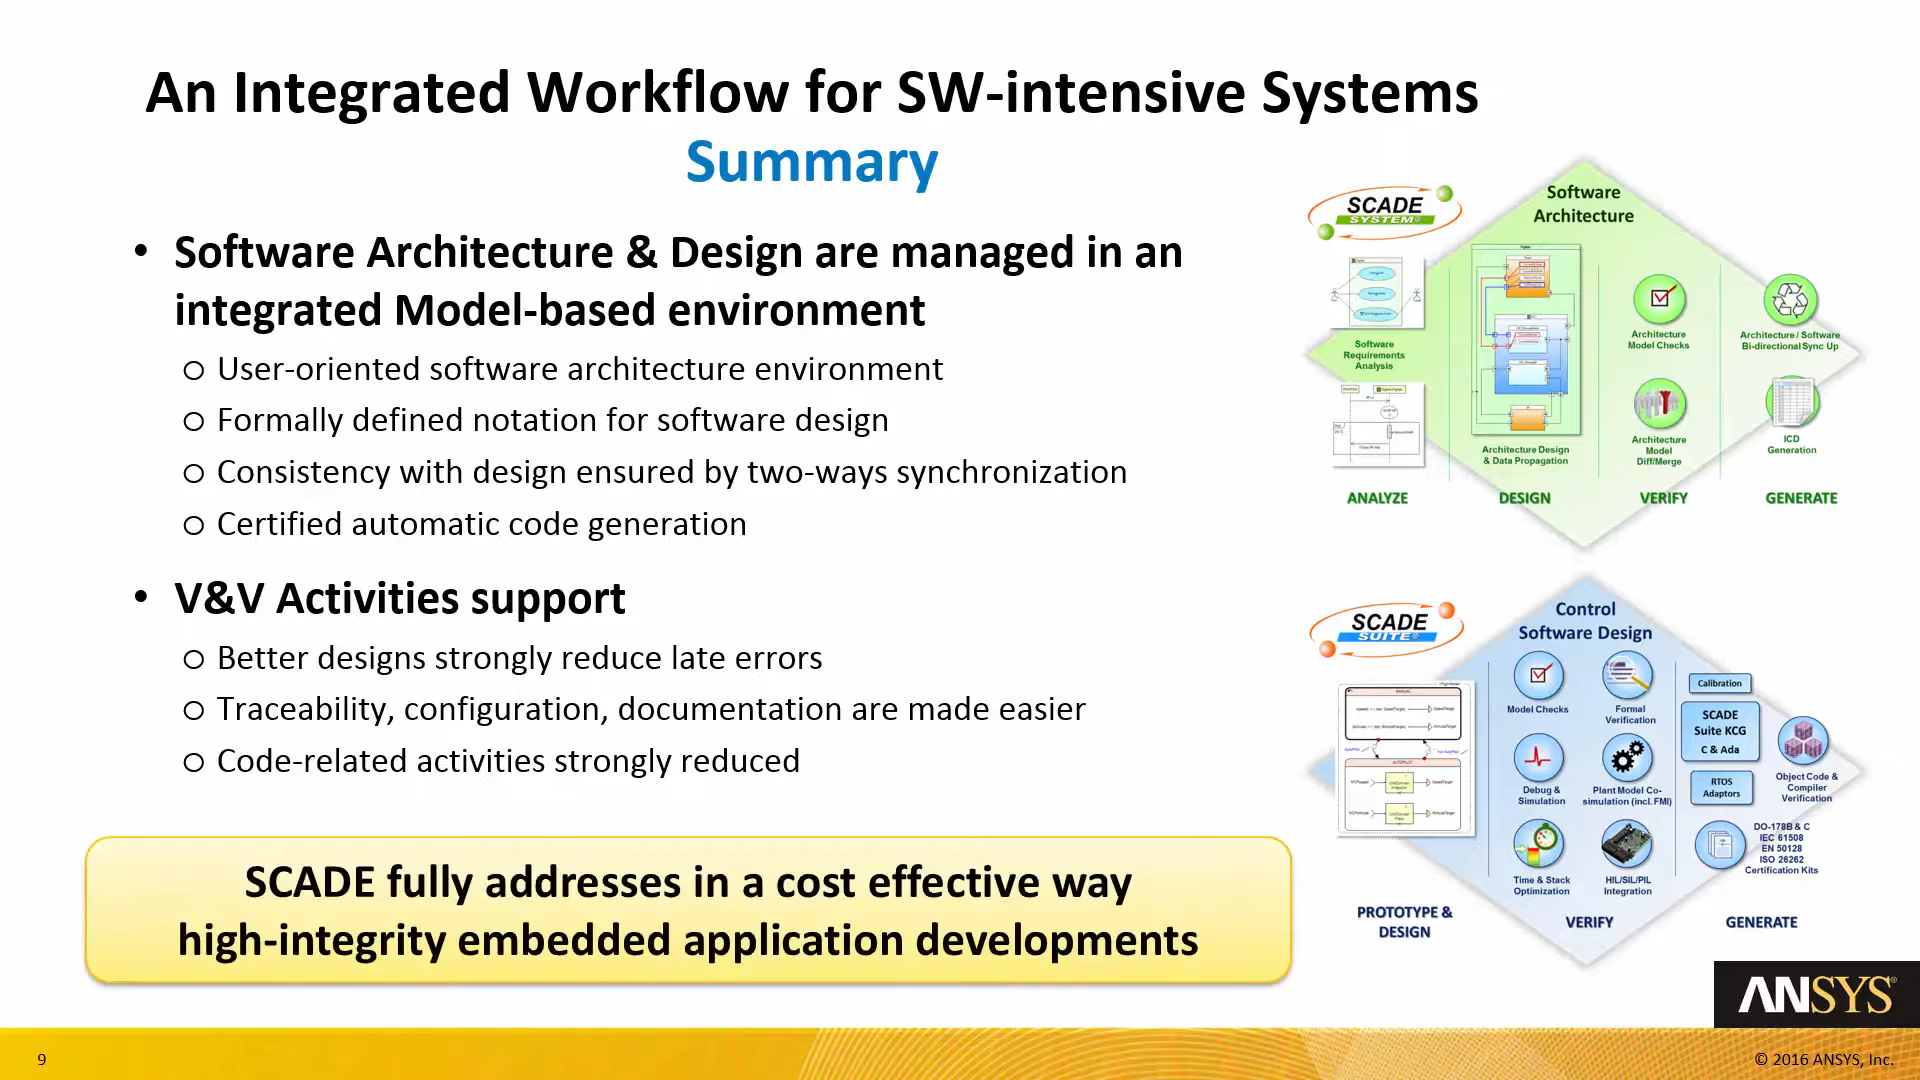 An Integrated Workflow for SW-intensive Systems
Summary
• Software Architecture & Design are managed in an
integrated Model-based environment
o User-oriented software architecture environment
o Formally defined notation for software design
o Consistency with design ensured by two-ways synchronization
o Certified automatic code generation
• V&V Activities support
o Better designs strongly reduce late errors
o Traceability, configuration, documentation are made easier
o Code-related activities strongly reduced
SCADE fully addresses in a cost effective way
high-integrity embedded application developments
SCADE
SYSTEM®
Software
Architecture
Software
Requirements
Analysis
Architecture Design
& Data Propagation
Architecture
Model Checks
Architecture
Model
Diff/Merge
Architecture / Software
Bi-directional Sync Up
ICD
Generation
ANALYZE
DESIGN
VERIFY
GENERATE
SCADE
SUITE®
Control
Software Design
MANUAL
AUTOPILOT
Model Checks
Formal
Verification
Debug &
Simulation
Plant Model Co-
simulation (incl. FMI)
Time & Stack
Optimization
HIL/SIL/PIL
Integration
Calibration
SCADE
Suite KCG
C & Ada
RTOS
Adaptors
Object Code &
Compiler
Verification
DO-178B & C
IEC 61508
EN 50128
ISO 26262
Certification Kits
PROTOTYPE &
DESIGN
VERIFY
GENERATE
ANSYS®
9
© 2016 ANSYS, Inc.